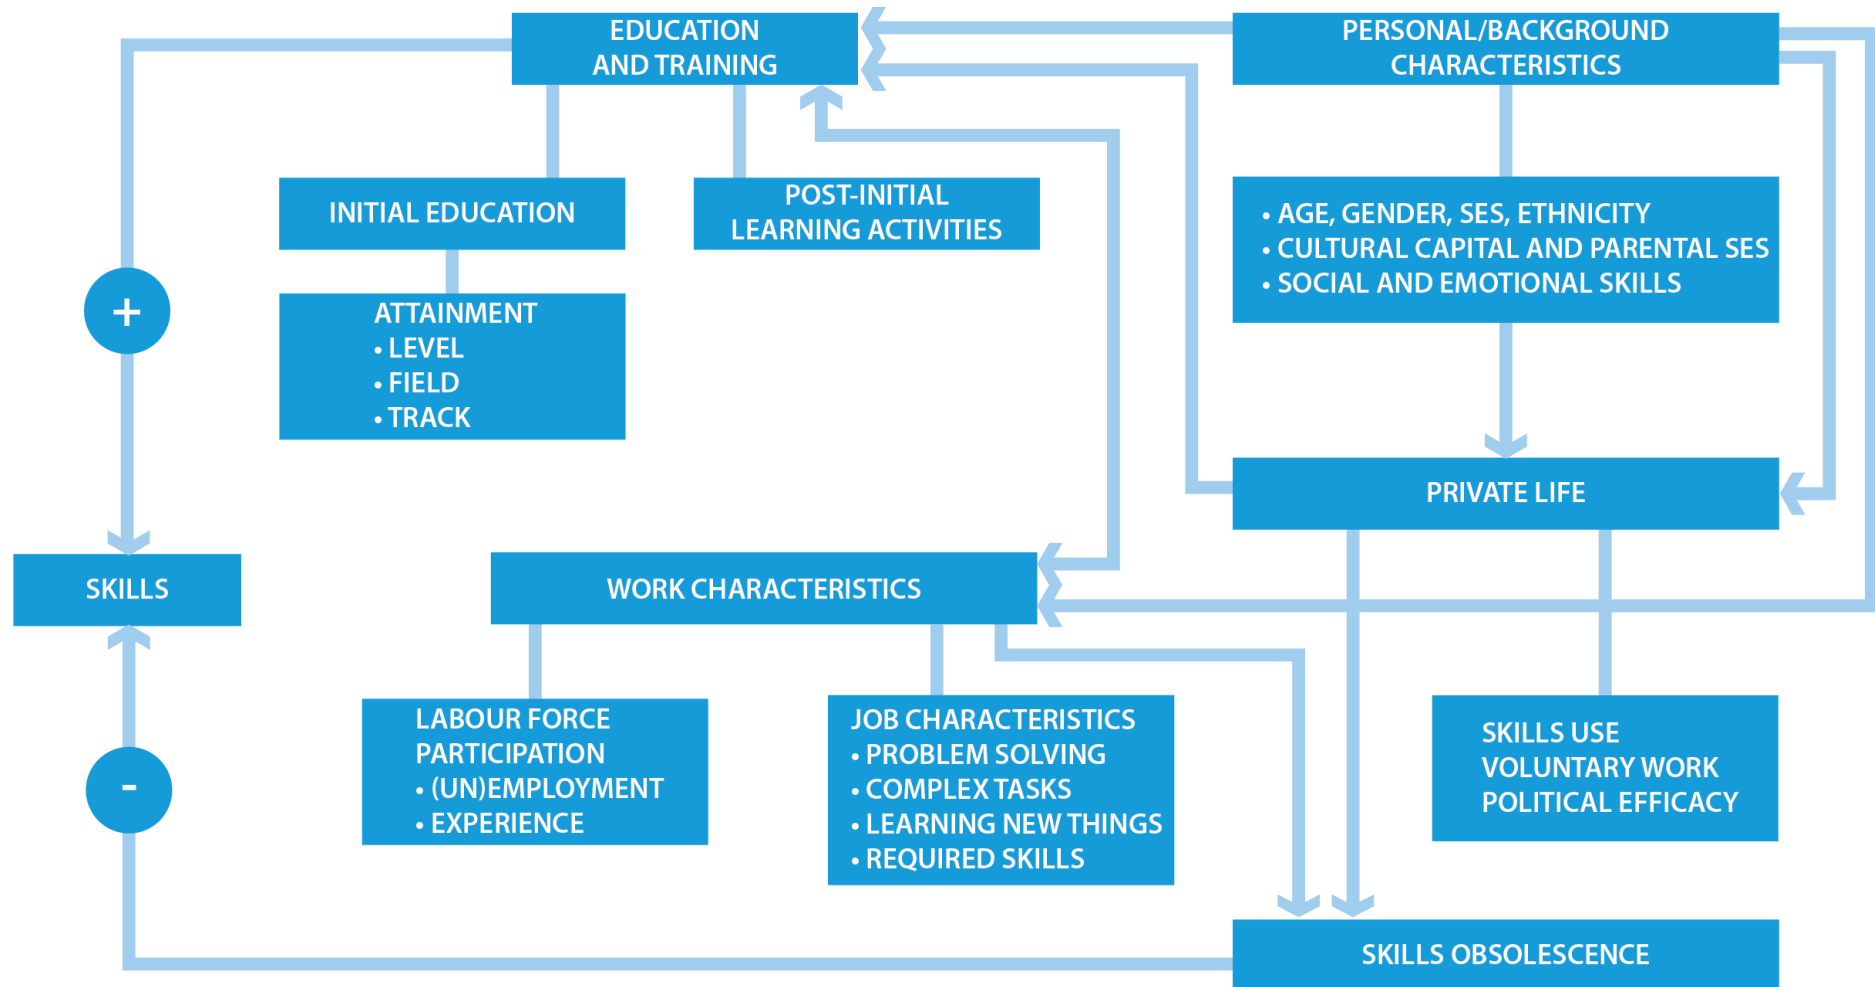 EDUCATION
AND TRAINING
PERSONAL/BACKGROUND
CHARACTERISTICS
INITIAL EDUCATION
POST-INITIAL
LEARNING ACTIVITIES
• AGE, GENDER, SES, ETHNICITY
• CULTURAL CAPITAL AND PARENTAL SES
• SOCIAL AND EMOTIONAL SKILLS
+
ATTAINMENT
• LEVEL
• FIELD
• TRACK
PRIVATE LIFE
SKILLS
WORK CHARACTERISTICS
-
LABOUR FORCE
PARTICIPATION
• (UN)EMPLOYMENT
• EXPERIENCE
JOB CHARACTERISTICS
• PROBLEM SOLVING
• COMPLEX TASKS
• LEARNING NEW THINGS
• REQUIRED SKILLS
SKILLS USE
VOLUNTARY WORK
POLITICAL EFFICACY
SKILLS OBSOLESCENCE